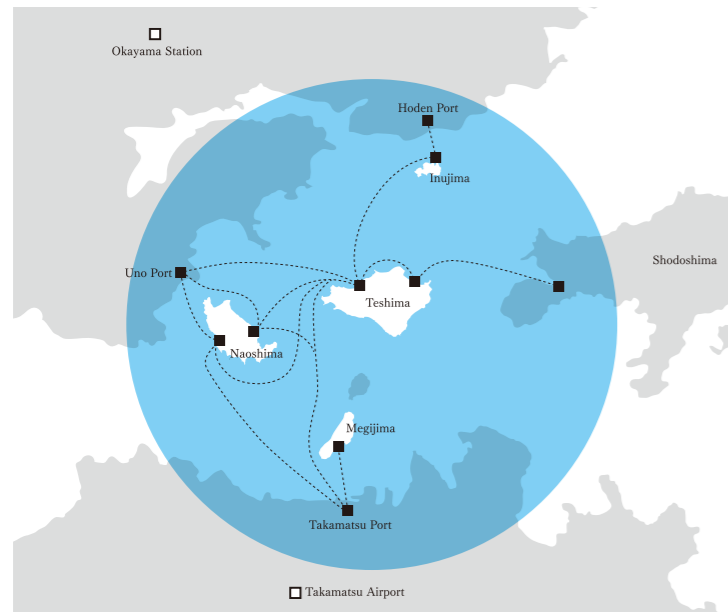 Okayama Station
Hoden Port
Inujima
Shodoshima
Uno Port
Teshima
Naoshima
Megijima
Takamatsu Port
Takamatsu Airport